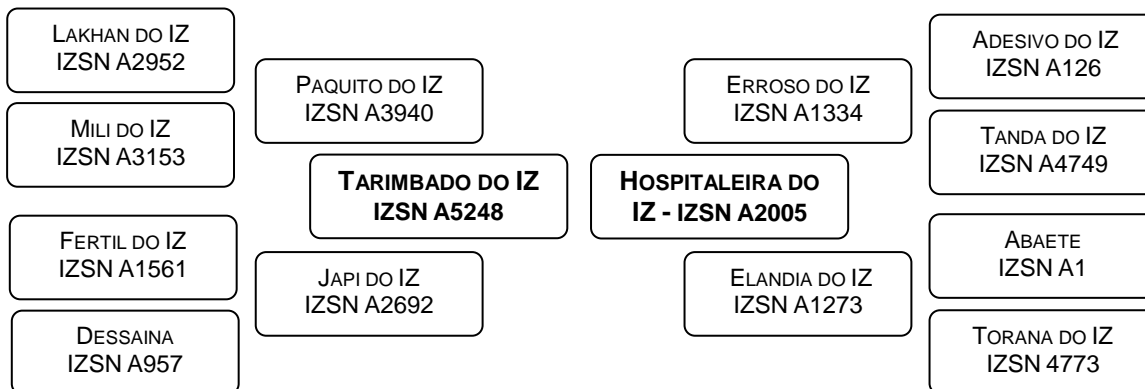 LAKHAN DO IZ
IZSN A2952
MILI DO IZ
IZSN A3153
FERTIL DO IZ
IZSN A1561
DESSAINA
IZSN A957
PAQUITO DO IZ
IZSN A3940
JAPI DO IZ
IZSN A2692
TARIMBADO DO IZ
IZSN A5248
HOSPITALEIRA DO
IZ - IZSN A2005
ERROSO DO IZ
IZSN A1334
ELANDIA DO IZ
IZSN A1273
ADESIVO DO IZ
IZSN A126
TANDA DO IZ
IZSN A4749
ABAETE
IZSN A1
TORANA DO IZ
IZSN 4773